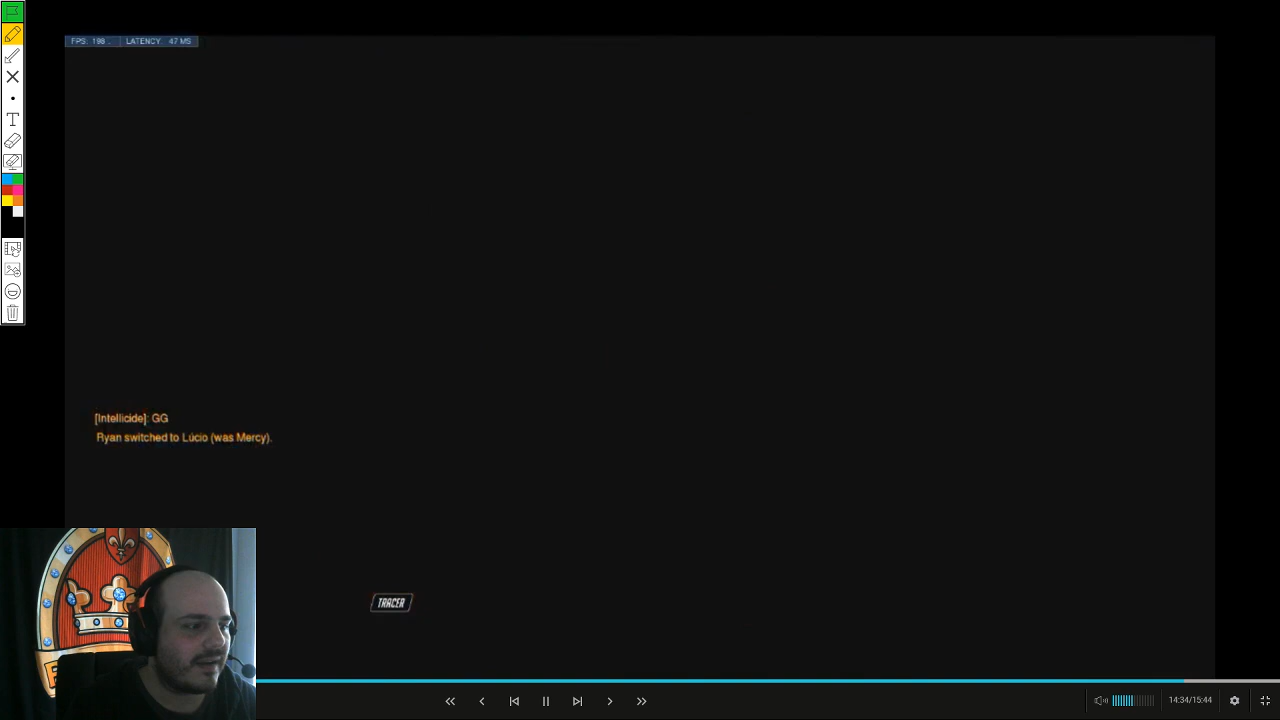 FPS: 198 LATENCY: 47 MS
[Intellicide]: GG
Ryan switched to Lúcio (was Mercy).
TRACER
14:34/15:44